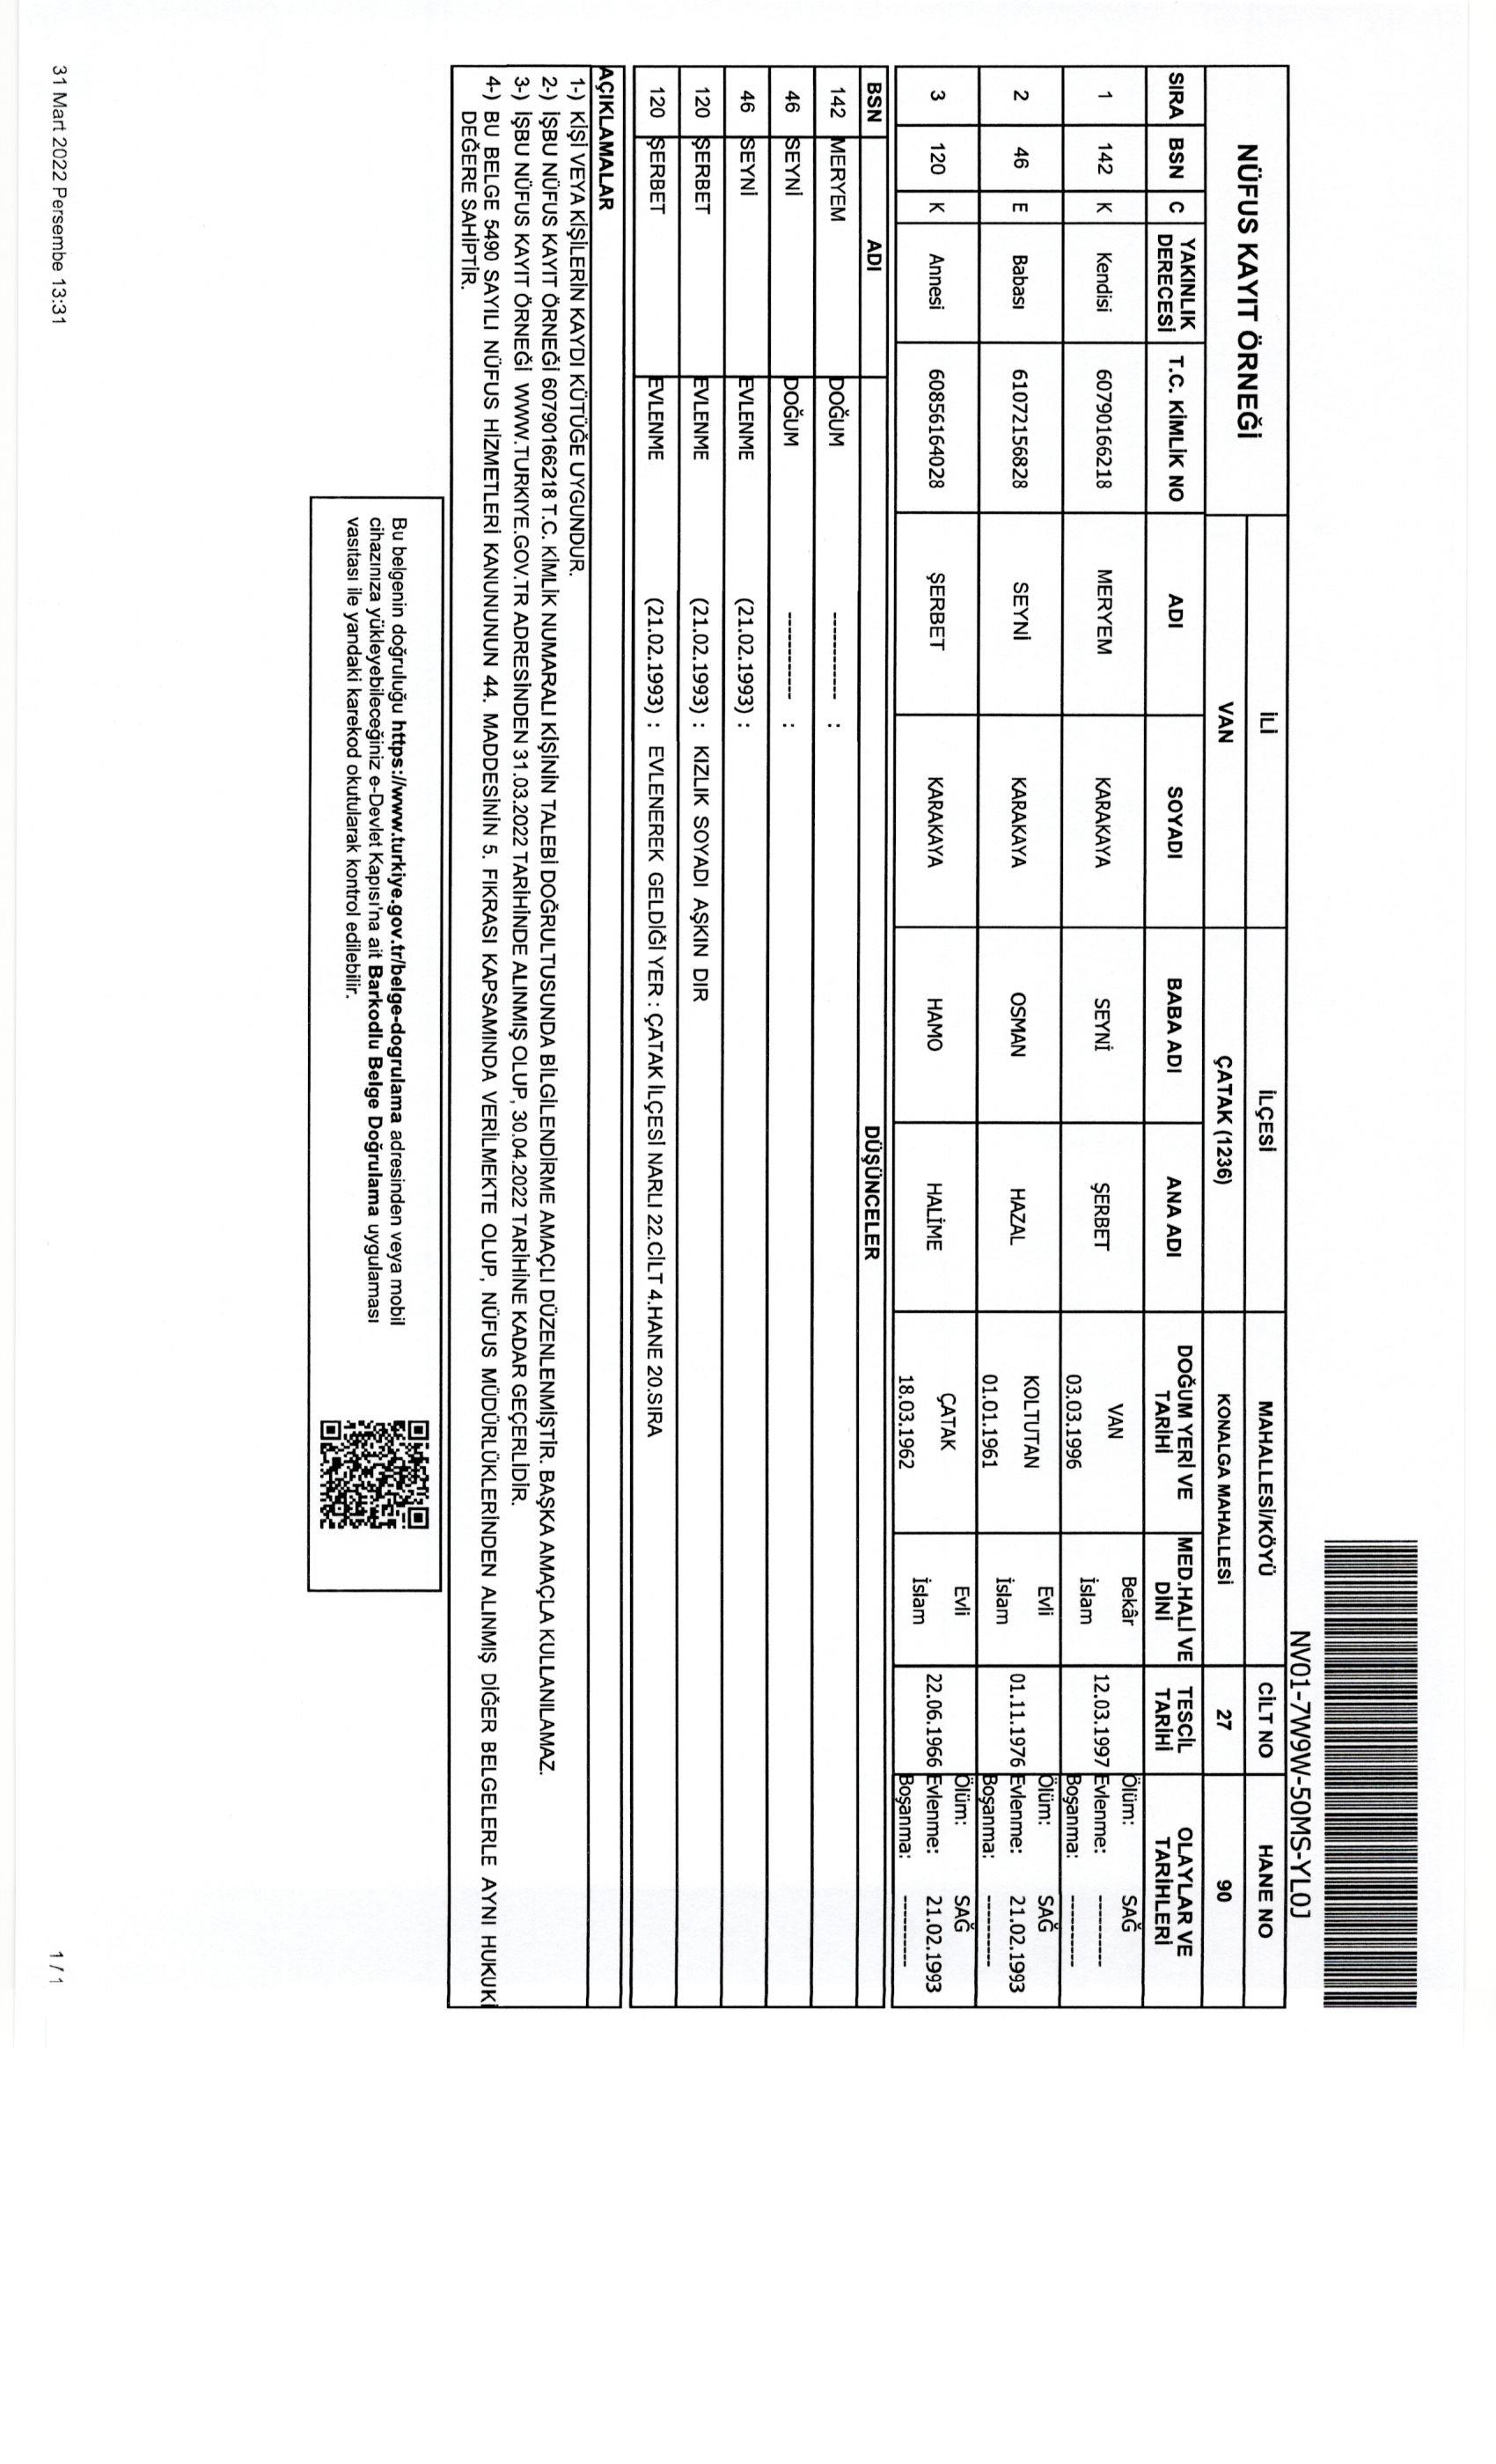 NV01-7W9W-50MS-YL0J
NÜFUS KAYIT ÖRNEĞİ İLİ İLÇESİ MAHALLESİ/KÖYÜ CİLT NO HANE NO
VAN ÇATAK (1236) KONALGA MAHALLESİ 27 90
SIRA BSN C YAKINLIK DERECESİ T.C. KİMLİK NO ADI SOYADI BABA ADI ANA ADI DOĞUM YERİ VE TARİHİ MED.HALİ VE DİNİ TESCİL TARİHİ OLAYLAR VE TARİHLERİ
1 142 K Kendisi 60790166218 MERYEM KARAKAYA SEYNİ ŞERBET VAN 03.03.1996 Bekâr İslam 12.03.1997 Ölüm: SAĞ Evlenme: ---------- Boşanma: ----------
2 46 E Babası 61072156828 SEYNİ KARAKAYA OSMAN HAZAL KOLTUTAN 01.01.1961 Evli İslam 01.11.1976 Ölüm: SAĞ Evlenme: 21.02.1993 Boşanma: ----------
3 120 K Annesi 60856164028 ŞERBET KARAKAYA HAMO HALİME ÇATAK 18.03.1962 Evli İslam 22.06.1966 Ölüm: SAĞ Evlenme: 21.02.1993 Boşanma: ----------
BSN ADI DÜŞÜNCELER
142 MERYEM DOĞUM ------------ :
46 SEYNİ DOĞUM ------------ :
46 SEYNİ EVLENME (21.02.1993) :
120 ŞERBET EVLENME (21.02.1993) : KIZLIK SOYADI AŞKIN DIR
120 ŞERBET EVLENME (21.02.1993) : EVLENEREK GELDİĞİ YER : ÇATAK İLÇESİ NARLI 22.CİLT 4.HANE 20.SIRA
AÇIKLAMALAR
1-) KİŞİ VEYA KİŞİLERİN KAYDI KÜTÜĞE UYGUNDUR.
2-) İŞBU NÜFUS KAYIT ÖRNEĞİ 60790166218 T.C. KİMLİK NUMARALI KİŞİNİN TALEBİ DOĞRULTUSUNDA BİLGİLENDİRME AMAÇLI DÜZENLENMİŞTİR. BAŞKA AMAÇLA KULLANILAMAZ.
3-) İŞBU NÜFUS KAYIT ÖRNEĞİ WWW.TURKIYE.GOV.TR ADRESİNDEN 31.03.2022 TARİHİNDE ALINMIŞ OLUP, 30.04.2022 TARİHİNE KADAR GEÇERLİDİR.
4-) BU BELGE 5490 SAYILI NÜFUS HİZMETLERİ KANUNUNUN 44. MADDESİNİN 5. FIKRASI KAPSAMINDA VERİLMEKTE OLUP, NÜFUS MÜDÜRLÜKLERİNDEN ALINMIŞ DİĞER BELGELERLE AYNI HUKUKİ
DEĞERE SAHİPTİR.
Bu belgenin doğruluğu https://www.turkiye.gov.tr/belge-dogrulama adresinden veya mobil
cihazınıza yükleyebileceğiniz e-Devlet Kapısı'na ait Barkodlu Belge Doğrulama uygulaması
vasıtası ile yandaki karekod okutularak kontrol edilebilir.
31 Mart 2022 Persembe 13:31
1 / 1